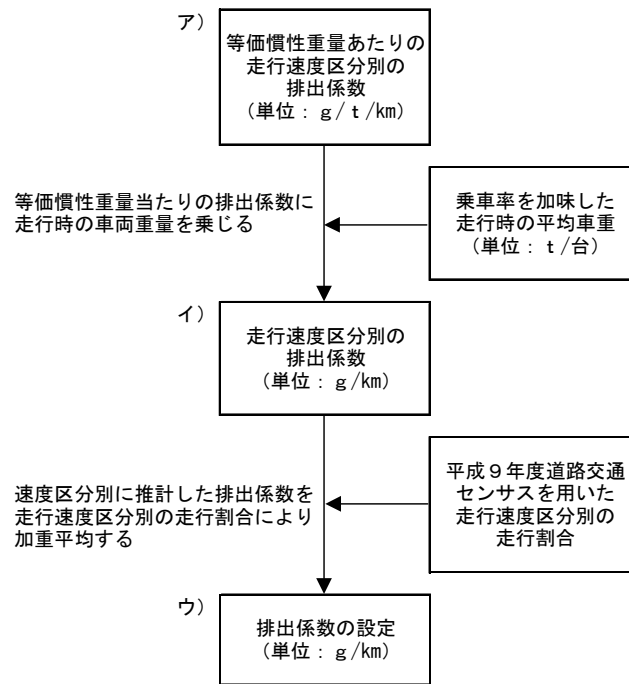 ア）
等価慣性重量あたりの
走行速度区分別の
排出係数
（単位：ｇ/ｔ/km）
等価慣性重量当たりの排出係数に
走行時の車両重量を乗じる
乗車率を加味した
走行時の平均車重
（単位：ｔ/台）
イ）
走行速度区分別の
排出係数
（単位：ｇ/km）
速度区分別に推計した排出係数を
走行速度区分別の走行割合により
加重平均する
平成９年度道路交通
センサスを用いた
走行速度区分別の
走行割合
ウ）
排出係数の設定
（単位：ｇ/km）